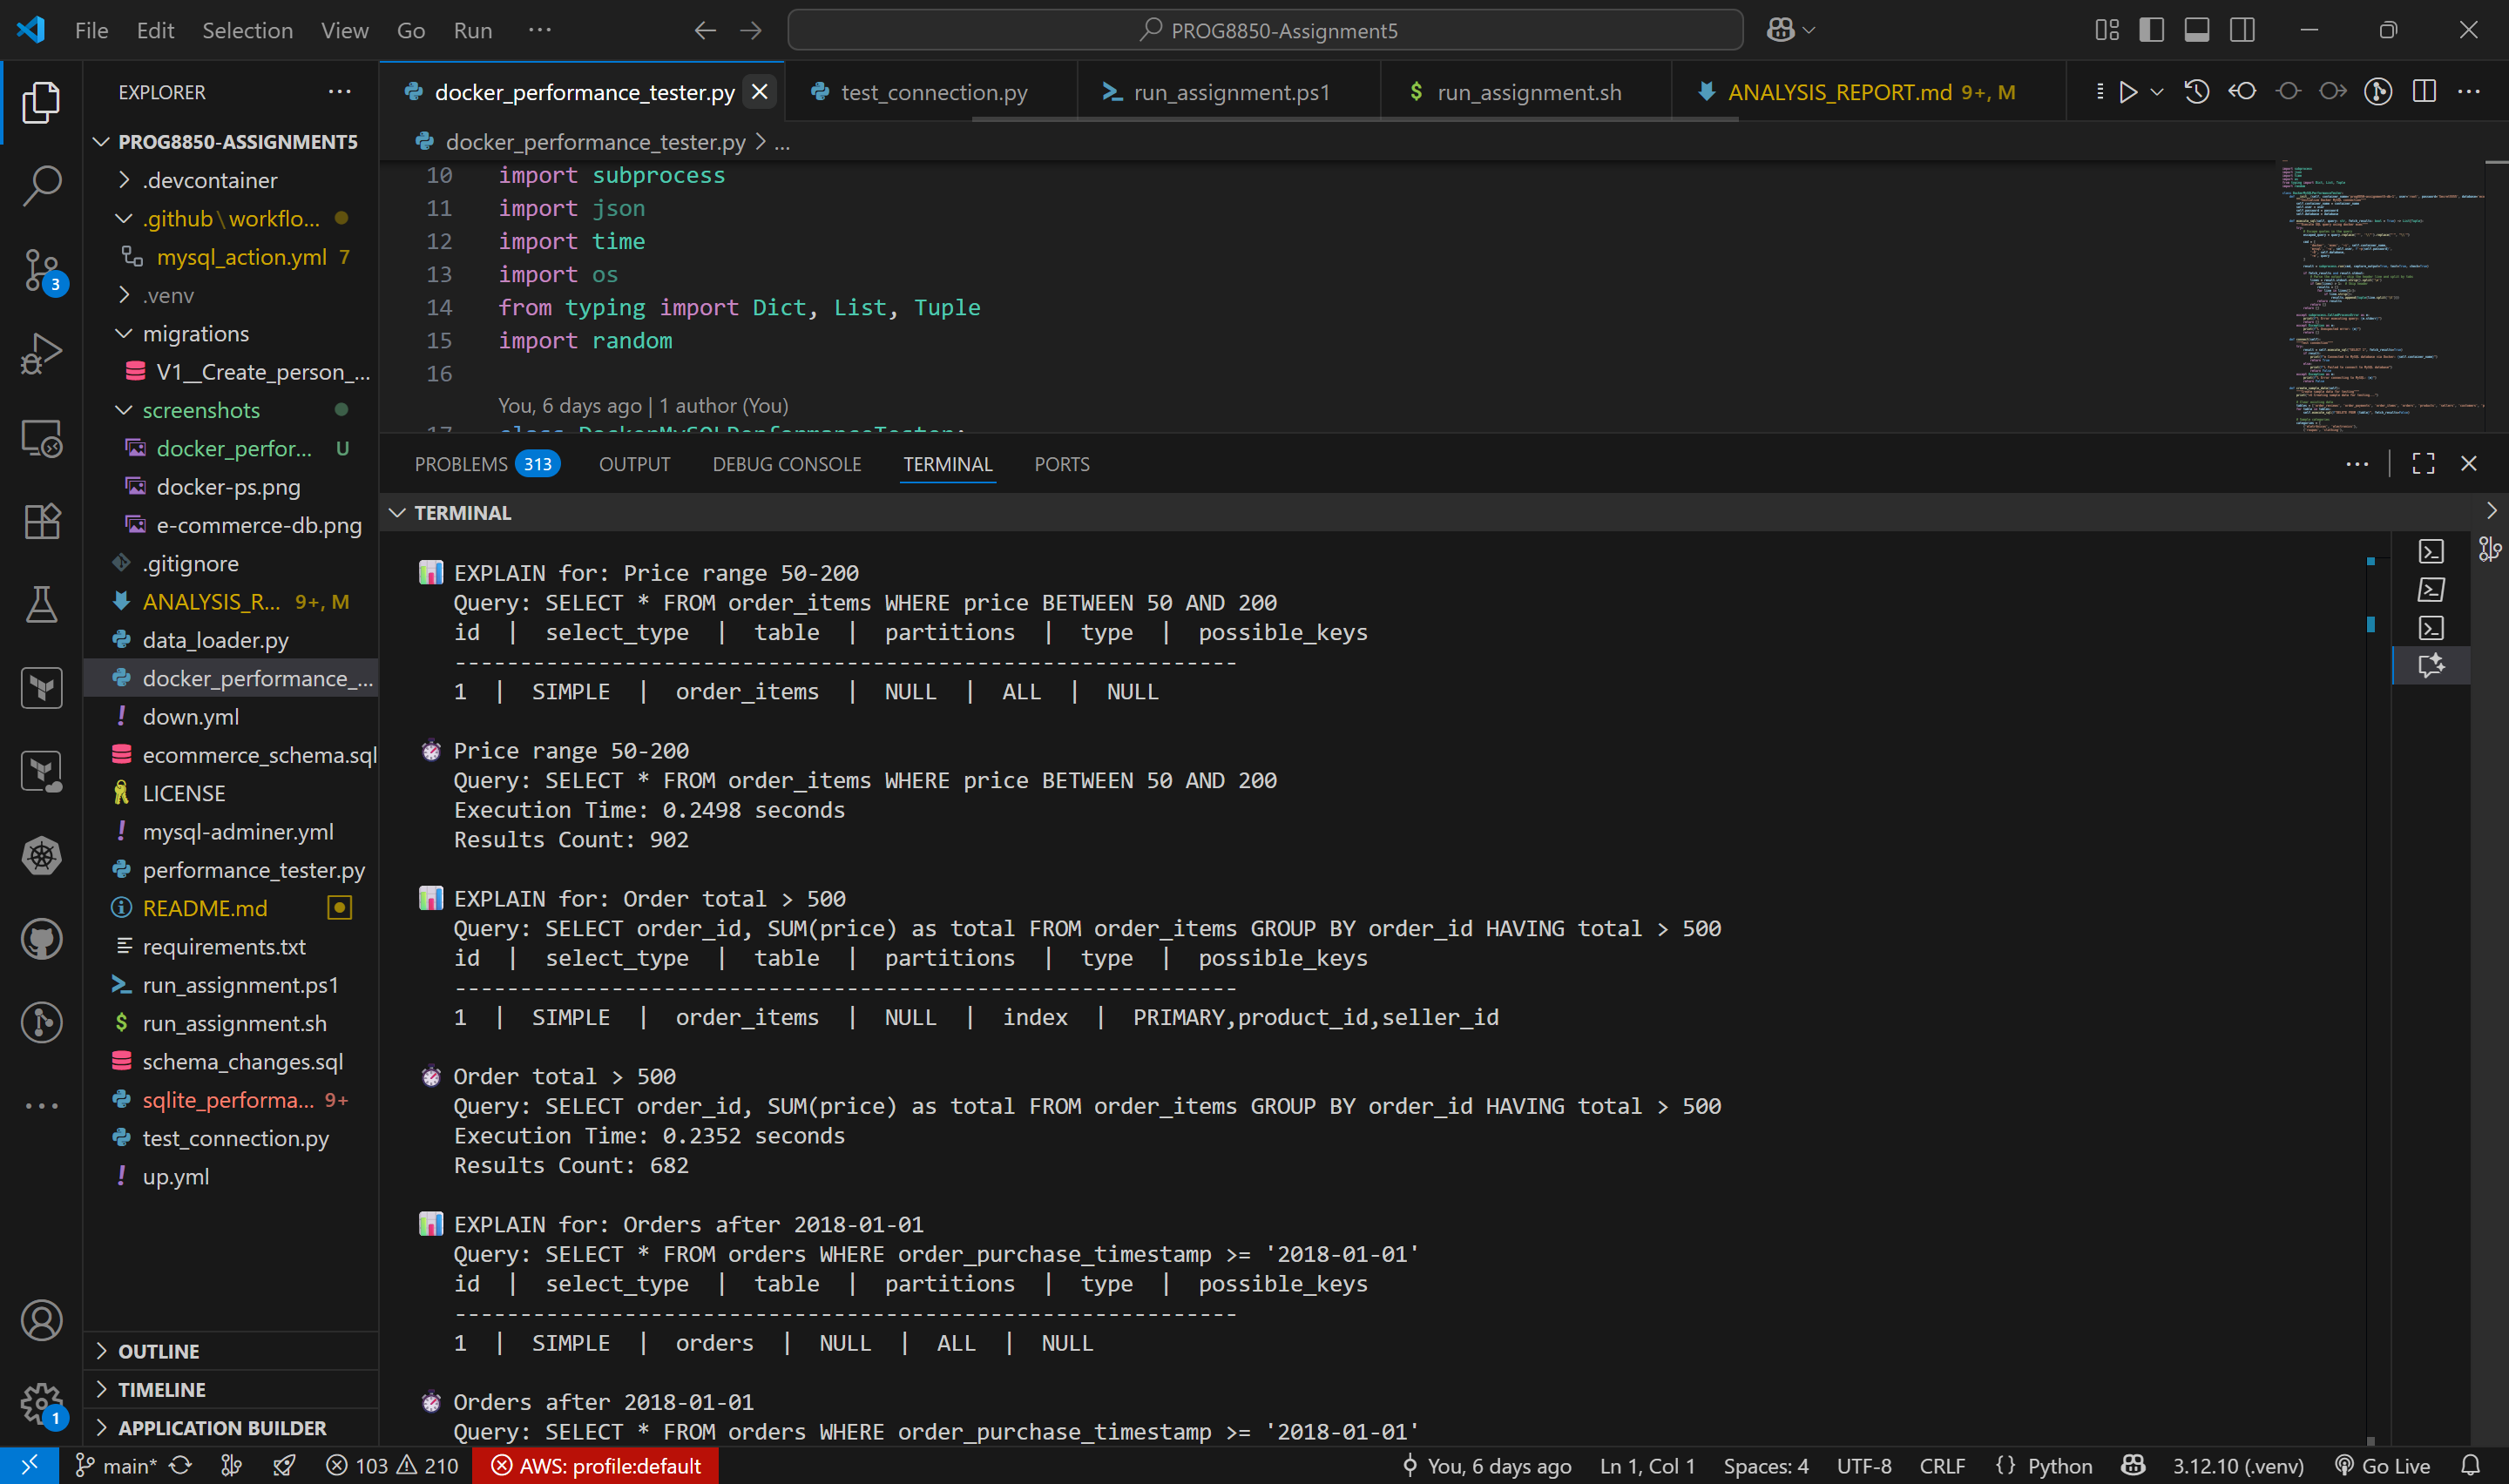 File Edit Selection View Go Run ···
PROG8850-Assignment5
EXPLORER ···
PROG8850-ASSIGNMENT5
.devcontainer
.github\workflo...
mysql_action.yml 7
.venv
migrations
V1__Create_person_...
screenshots
docker_perfor... U
docker-ps.png
e-commerce-db.png
.gitignore
ANALYSIS_R... 9+, M
data_loader.py
docker_performance_...
down.yml
ecommerce_schema.sql
LICENSE
mysql-adminer.yml
performance_tester.py
README.md
requirements.txt
run_assignment.ps1
run_assignment.sh
schema_changes.sql
sqlite_performa... 9+
test_connection.py
up.yml
OUTLINE
TIMELINE
APPLICATION BUILDER
3
1
docker_performance_tester.py
test_connection.py
run_assignment.ps1
run_assignment.sh
ANALYSIS_REPORT.md 9+, M
docker_performance_tester.py > ...
10 import subprocess
11 import json
12 import time
13 import os
14 from typing import Dict, List, Tuple
15 import random
16
You, 6 days ago | 1 author (You)
17 class DockerMySQLPerformanceTester:
PROBLEMS 313 OUTPUT DEBUG CONSOLE TERMINAL PORTS
TERMINAL
EXPLAIN for: Price range 50-200
Query: SELECT * FROM order_items WHERE price BETWEEN 50 AND 200
id | select_type | table | partitions | type | possible_keys
------------------------------------------------------------
1 | SIMPLE | order_items | NULL | ALL | NULL
Price range 50-200
Query: SELECT * FROM order_items WHERE price BETWEEN 50 AND 200
Execution Time: 0.2498 seconds
Results Count: 902
EXPLAIN for: Order total > 500
Query: SELECT order_id, SUM(price) as total FROM order_items GROUP BY order_id HAVING total > 500
id | select_type | table | partitions | type | possible_keys
------------------------------------------------------------
1 | SIMPLE | order_items | NULL | index | PRIMARY,product_id,seller_id
Order total > 500
Query: SELECT order_id, SUM(price) as total FROM order_items GROUP BY order_id HAVING total > 500
Execution Time: 0.2352 seconds
Results Count: 682
EXPLAIN for: Orders after 2018-01-01
Query: SELECT * FROM orders WHERE order_purchase_timestamp >= '2018-01-01'
id | select_type | table | partitions | type | possible_keys
------------------------------------------------------------
1 | SIMPLE | orders | NULL | ALL | NULL
Orders after 2018-01-01
Query: SELECT * FROM orders WHERE order_purchase_timestamp >= '2018-01-01'
main* 103 210 AWS: profile:default You, 6 days ago Ln 1, Col 1 Spaces: 4 UTF-8 CRLF {} Python 3.12.10 (.venv) Go Live